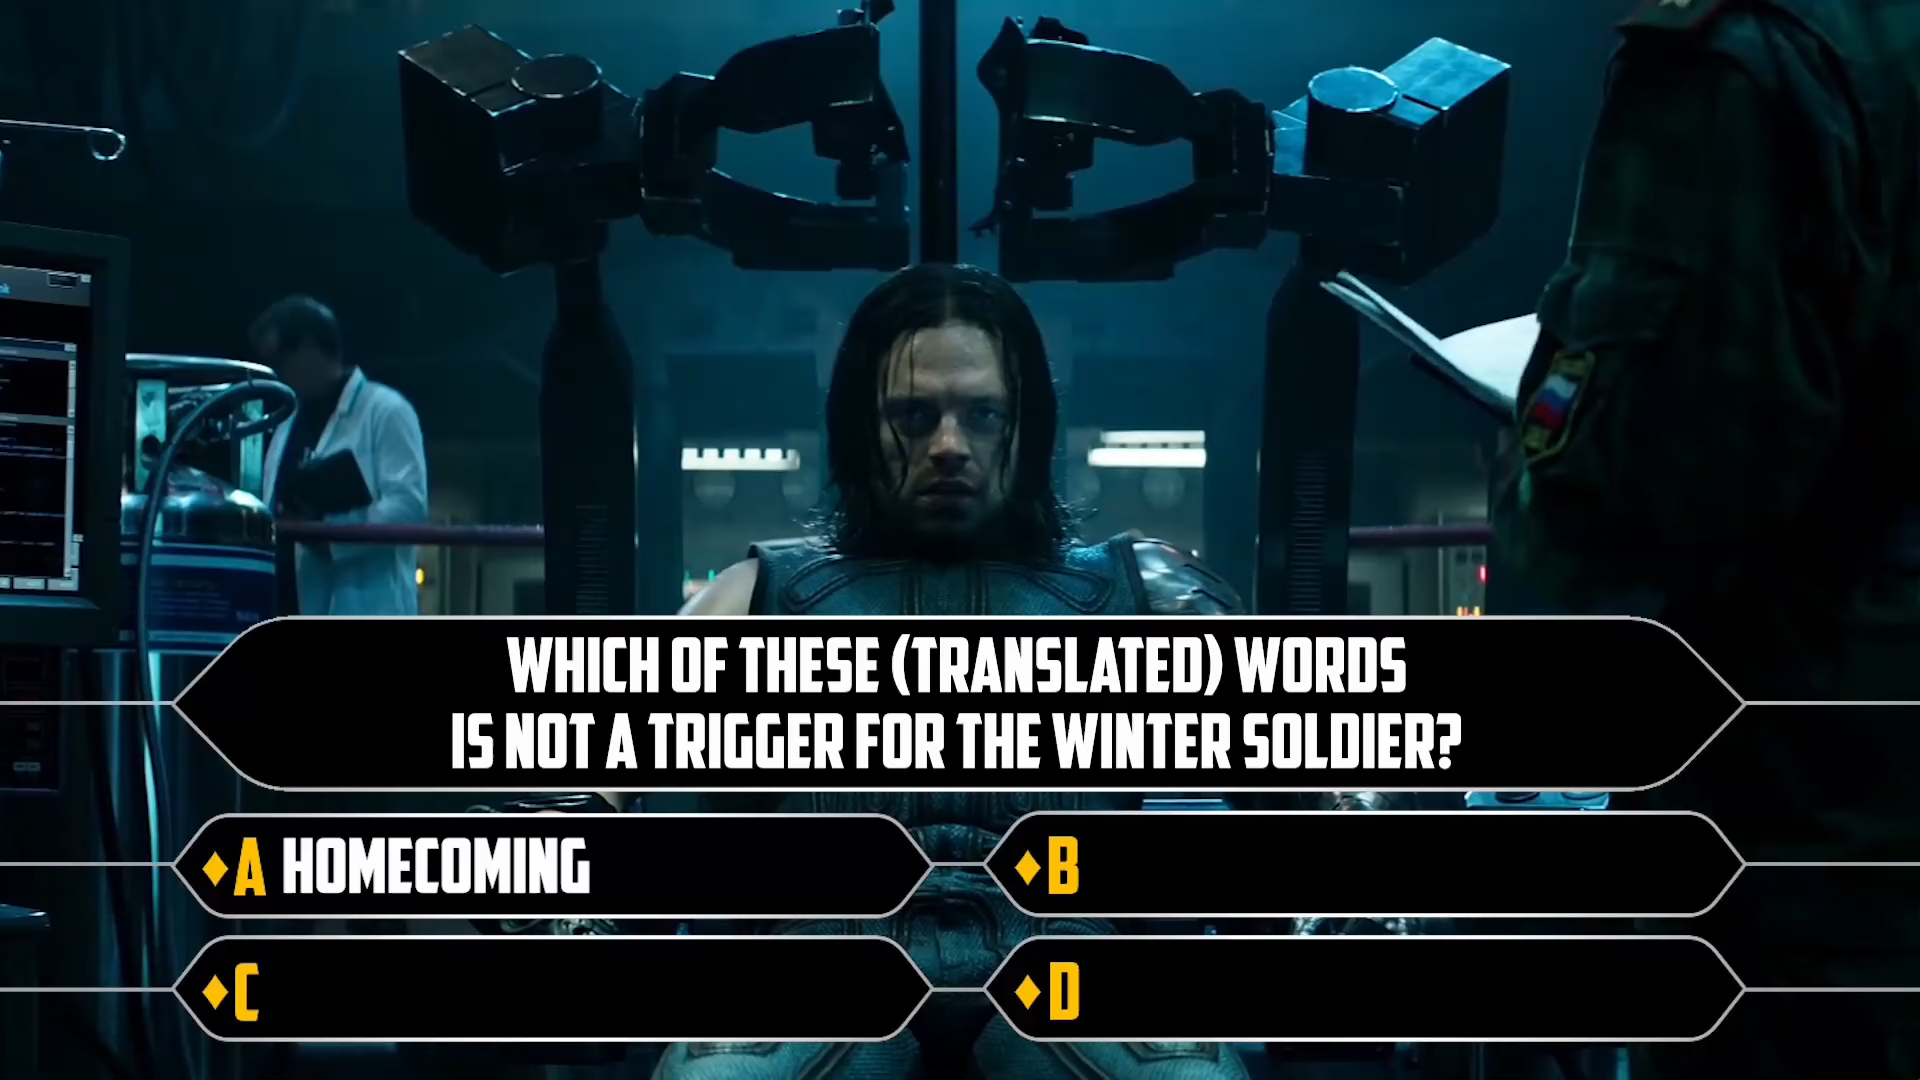 WHICH OF THESE (TRANSLATED) WORDS
IS NOT A TRIGGER FOR THE WINTER SOLDIER?
A HOMECOMING
B
C
D